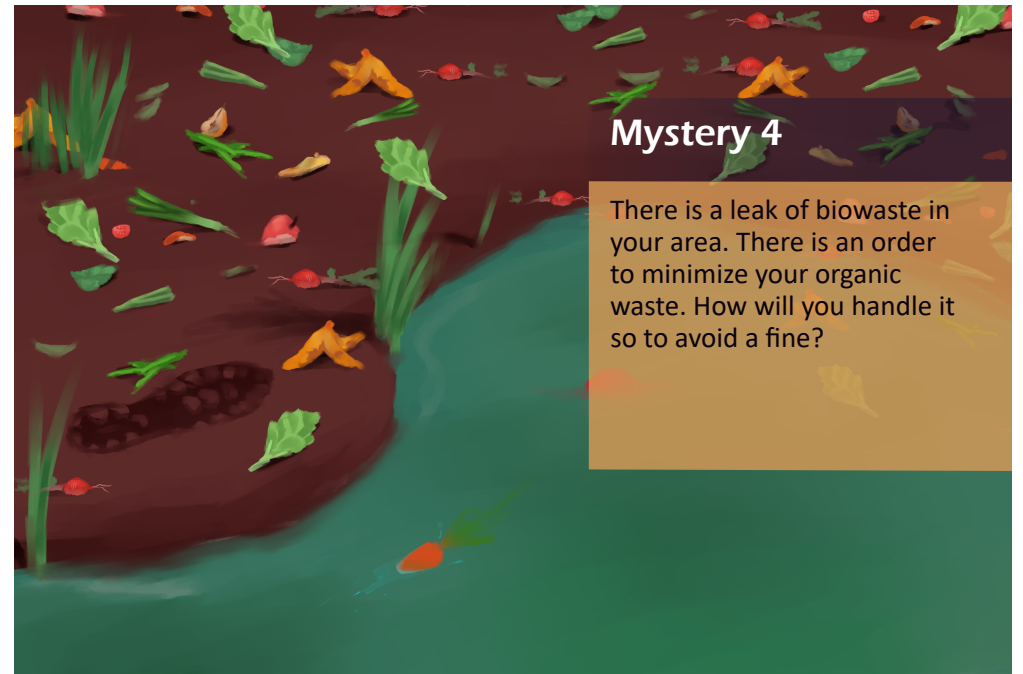 Mystery 4
There is a leak of biowaste in
your area. There is an order
to minimize your organic
waste. How will you handle it
so to avoid a fine?